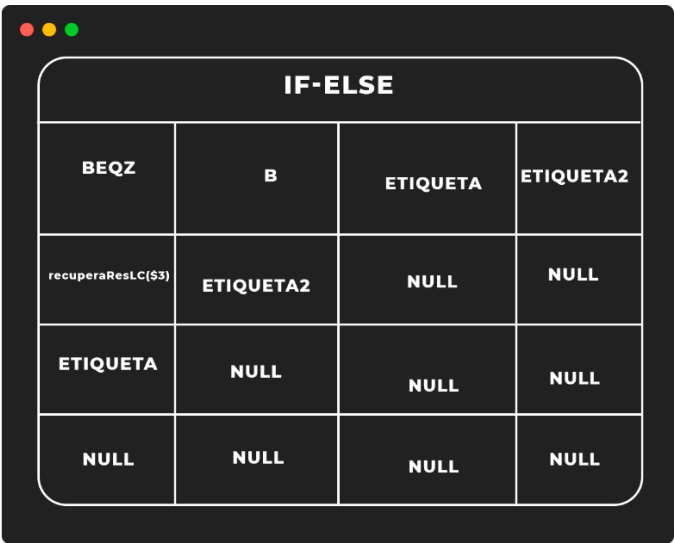 IF-ELSE
BEQZ B ETIQUETA ETIQUETA2
recuperaResLC($3) ETIQUETA2 NULL NULL
ETIQUETA NULL NULL NULL
NULL NULL NULL NULL